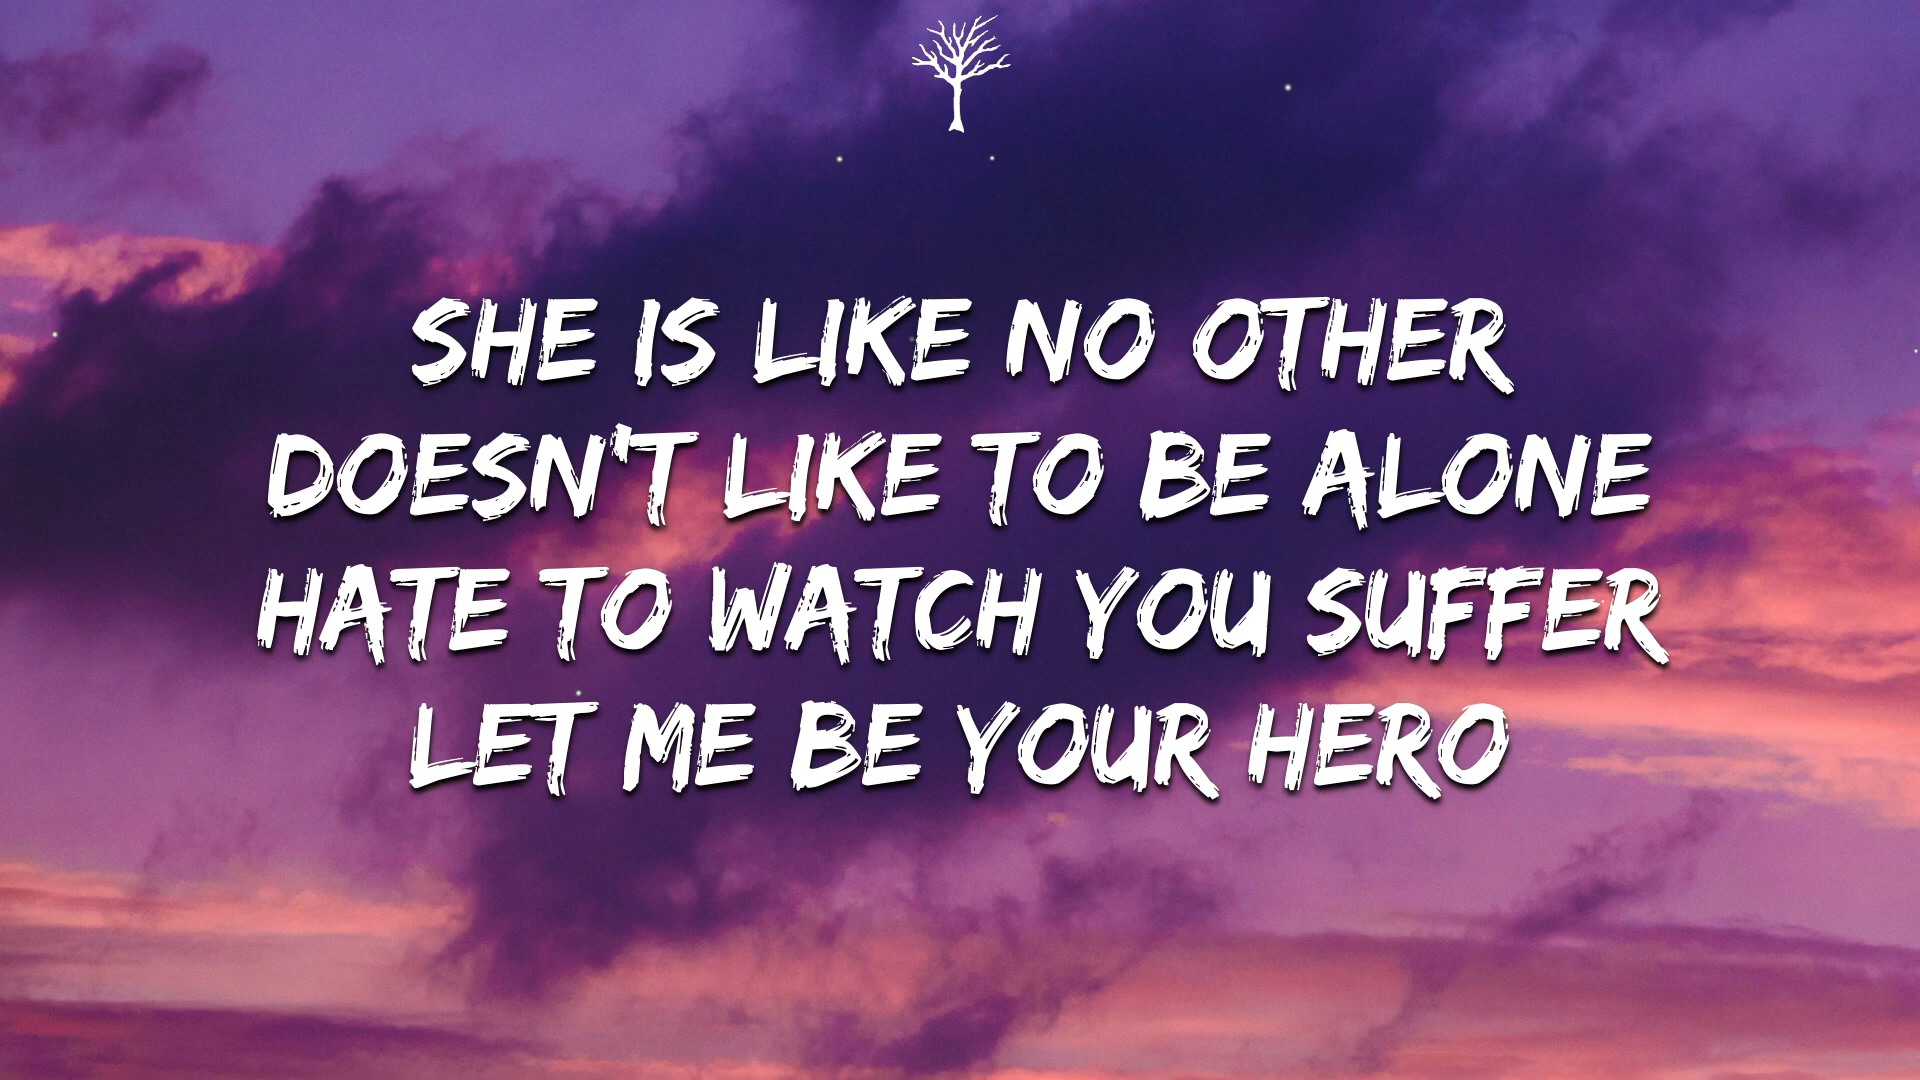 SHE IS LIKE NO OTHER
DOESN'T LIKE TO BE ALONE
HATE TO WATCH YOU SUFFER
LET ME BE YOUR HERO